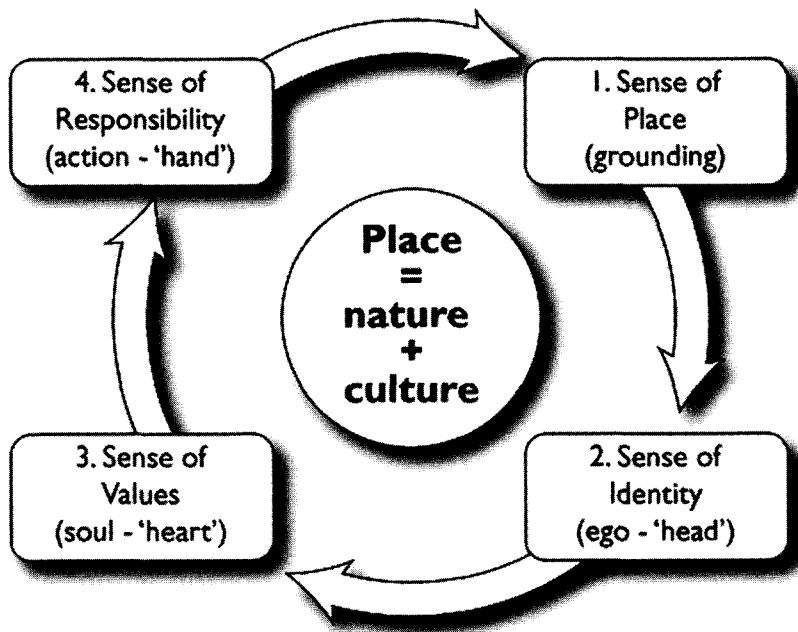 1. Sense of
Place
(grounding)
2. Sense of
Identity
(ego - ‘head’)
3. Sense of
Values
(soul - ‘heart’)
4. Sense of
Responsibility
(action - ‘hand’)
Place
=
nature
+
culture